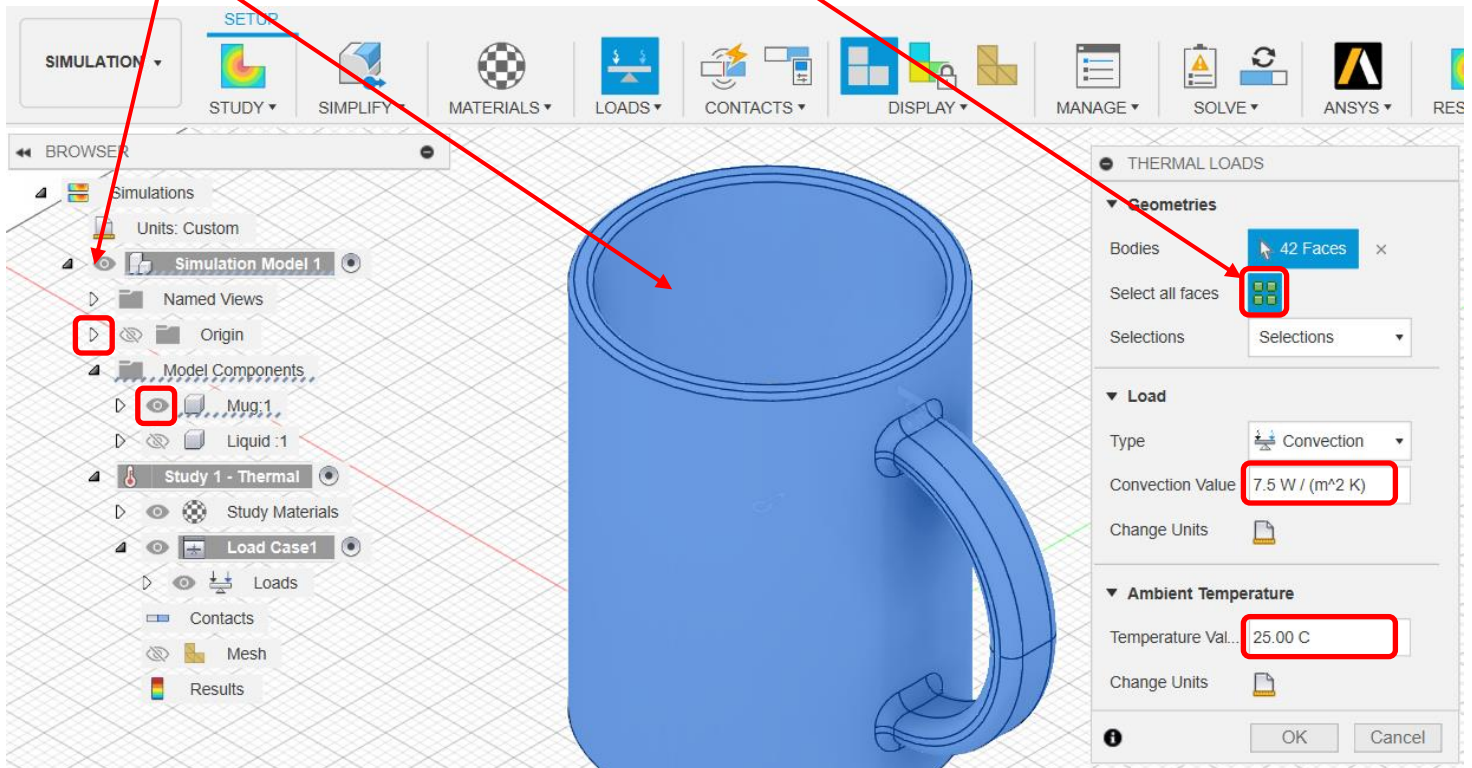 SETUP
SIMULATION
STUDY
SIMPLIFY
MATERIALS
LOADS
CONTACTS
DISPLAY
MANAGE
SOLVE
ANSYS
RES
BROWSER
Simulations
Units: Custom
Simulation Model 1
Named Views
Origin
Model Components
Mug:1
Liquid :1
Study 1 - Thermal
Study Materials
Load Case1
Loads
Contacts
Mesh
Results
THERMAL LOADS
Geometries
Bodies 42 Faces ×
Select all faces
Selections Selections
Load
Type Convection
Convection Value 7.5 W / (m^2 K)
Change Units
Ambient Temperature
Temperature Val... 25.00 C
Change Units
OK Cancel